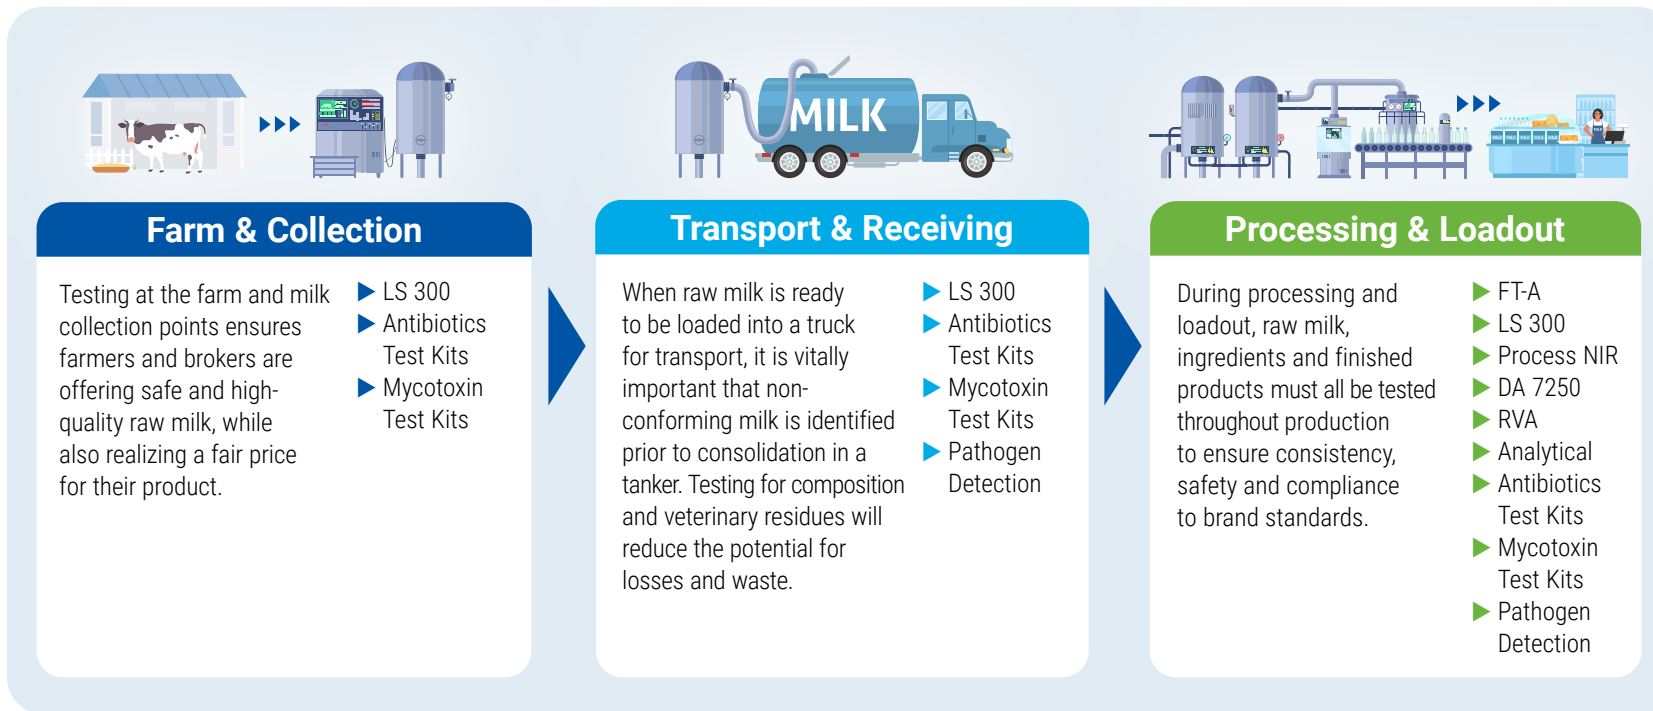 MILK
Farm & Collection
Testing at the farm and milk
collection points ensures
farmers and brokers are
offering safe and high-
quality raw milk, while
also realizing a fair price
for their product.
LS 300
Antibiotics
Test Kits
Mycotoxin
Test Kits
Transport & Receiving
When raw milk is ready
to be loaded into a truck
for transport, it is vitally
important that non-
conforming milk is identified
prior to consolidation in a
tanker. Testing for composition
and veterinary residues will
reduce the potential for
losses and waste.
LS 300
Antibiotics
Test Kits
Mycotoxin
Test Kits
Pathogen
Detection
Processing & Loadout
During processing and
loadout, raw milk,
ingredients and finished
products must all be tested
throughout production
to ensure consistency,
safety and compliance
to brand standards.
FT-A
LS 300
Process NIR
DA 7250
RVA
Analytical
Antibiotics
Test Kits
Mycotoxin
Test Kits
Pathogen
Detection